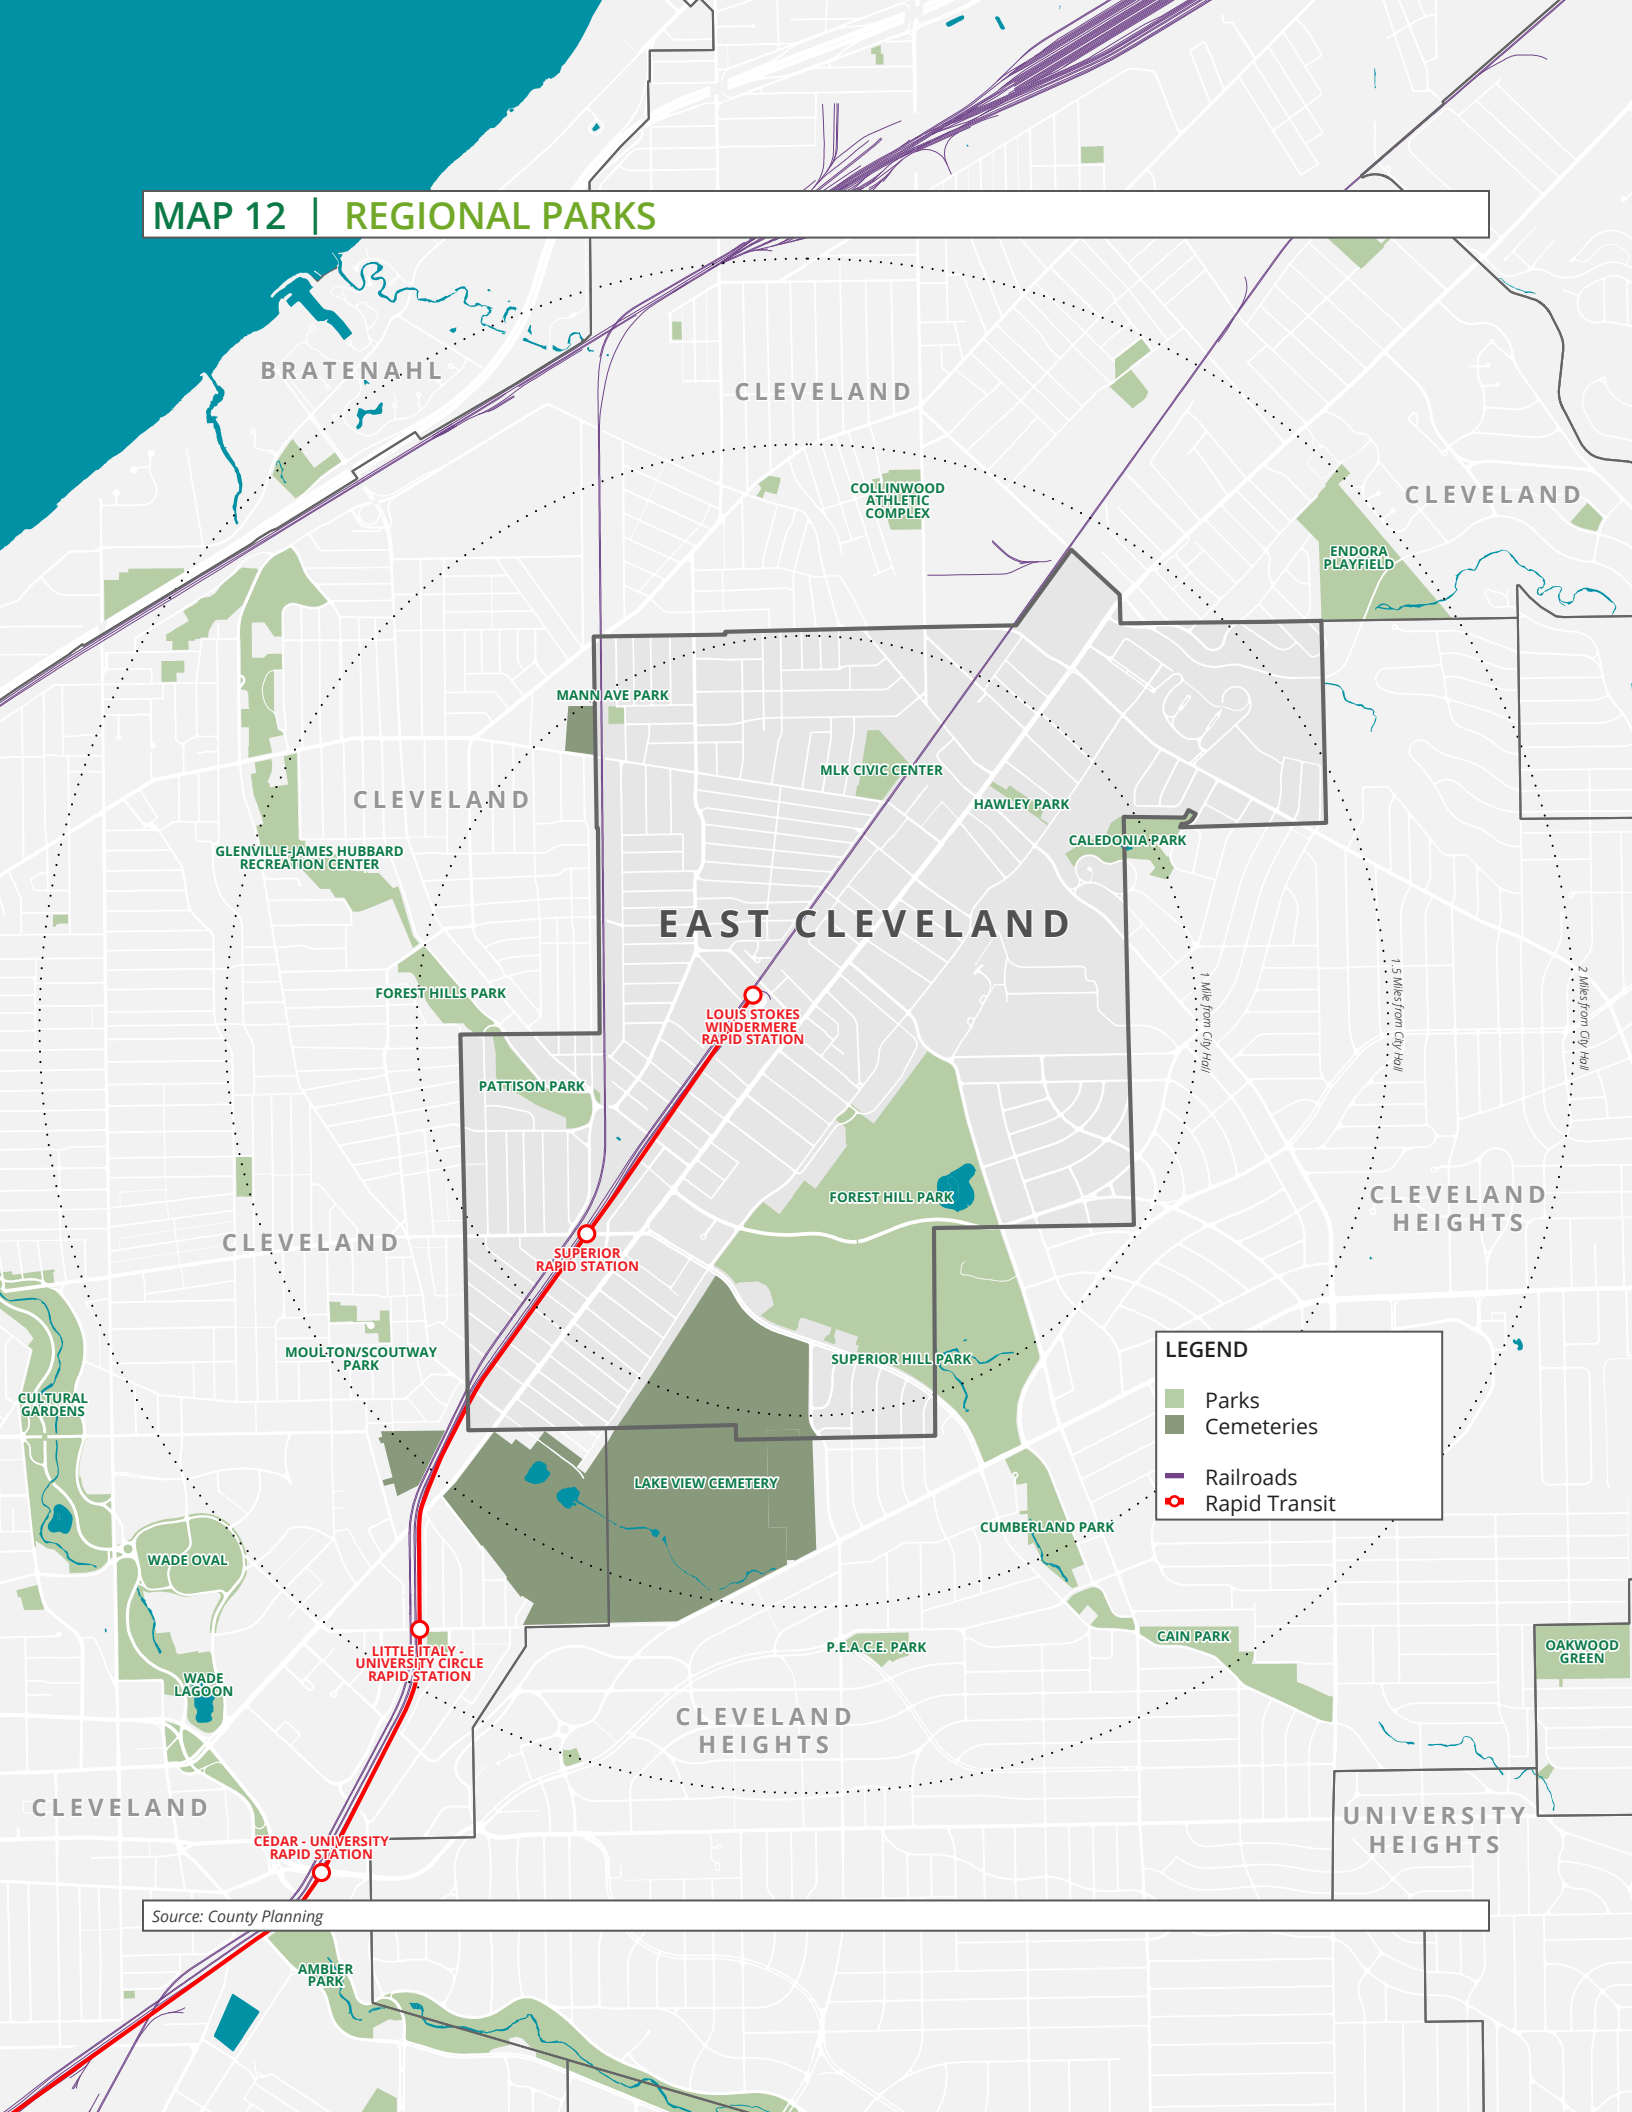 MAP 12 | REGIONAL PARKS
BRATENAHL
CLEVELAND
COLLINWOOD
ATHLETIC
COMPLEX
CLEVELAND
ENDORA
PLAYFIELD
MANN AVE PARK
MLK CIVIC CENTER
CLEVELAND
HAWLEY PARK
CALEDONIA PARK
GLENVILLE-JAMES HUBBARD
RECREATION CENTER
EAST CLEVELAND
FOREST HILLS PARK
LOUIS STOKES
WINDERMERE
RAPID STATION
1 Mile from City Hall
1.5 Miles from City Hall
2 Miles from City Hall
PATTISON PARK
FOREST HILL PARK
CLEVELAND
HEIGHTS
CLEVELAND
SUPERIOR
RAPID STATION
MOULTON/SCOUTWAY
PARK
SUPERIOR HILL PARK
CULTURAL
GARDENS
LEGEND
Parks
Cemeteries
Railroads
Rapid Transit
LAKE VIEW CEMETERY
CUMBERLAND PARK
WADE OVAL
LITTLE ITALY -
UNIVERSITY CIRCLE
RAPID STATION
P.E.A.C.E. PARK
CAIN PARK
OAKWOOD
GREEN
WADE
LAGOON
CLEVELAND
HEIGHTS
CLEVELAND
UNIVERSITY
HEIGHTS
CEDAR - UNIVERSITY
RAPID STATION
Source: County Planning
AMBLER
PARK